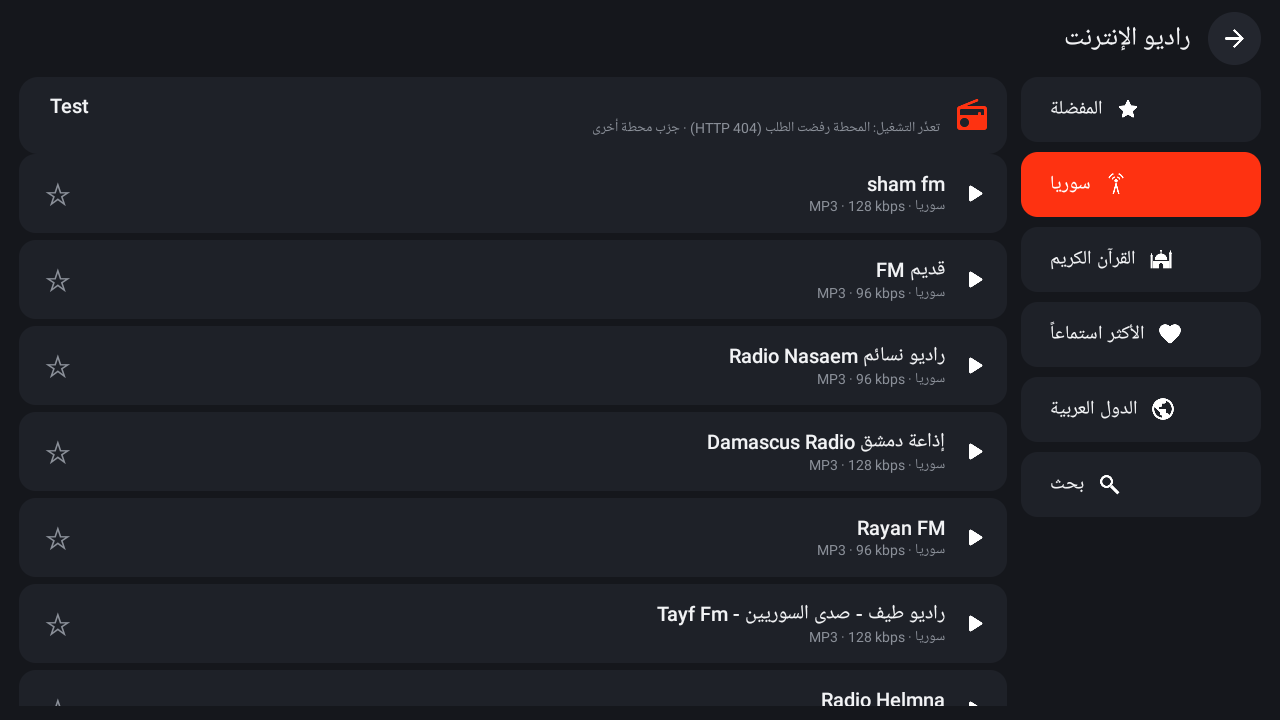 راديو الإنترنت
المفضلة
سوريا
القرآن الكريم
الأكثر استماعاً
الدول العربية
بحث
Test
تعذّر التشغيل: المحطة رفضت الطلب (HTTP 404) · جرّب محطة أخرى
sham fm
سوريا · MP3 · 128 kbps
قديم FM
سوريا · MP3 · 96 kbps
راديو نسائم Radio Nasaem
سوريا · MP3 · 96 kbps
إذاعة دمشق Damascus Radio
سوريا · MP3 · 128 kbps
Rayan FM
سوريا · MP3 · 96 kbps
راديو طيف - صدى السوريين - Tayf Fm
سوريا · MP3 · 128 kbps
Radio Helmna